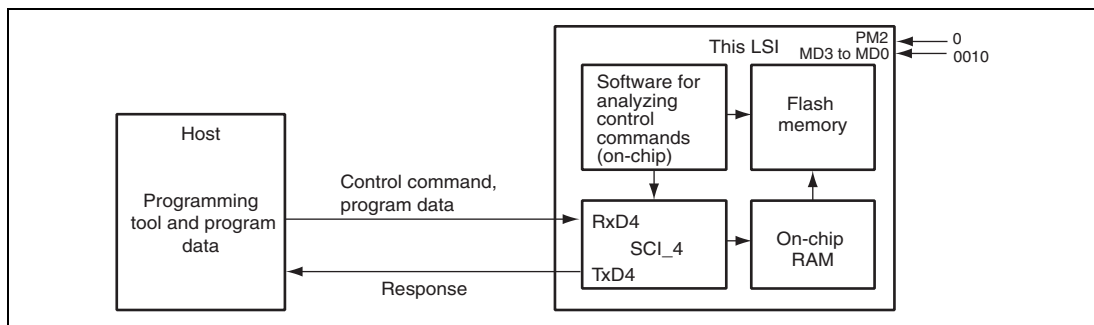 Host
Programming
tool and program
data
Control command,
program data
Response
This LSI
PM2
0
MD3 to MD0
0010
Software for
analyzing
control
commands
(on-chip)
Flash
memory
RxD4
SCI_4
TxD4
On-chip
RAM